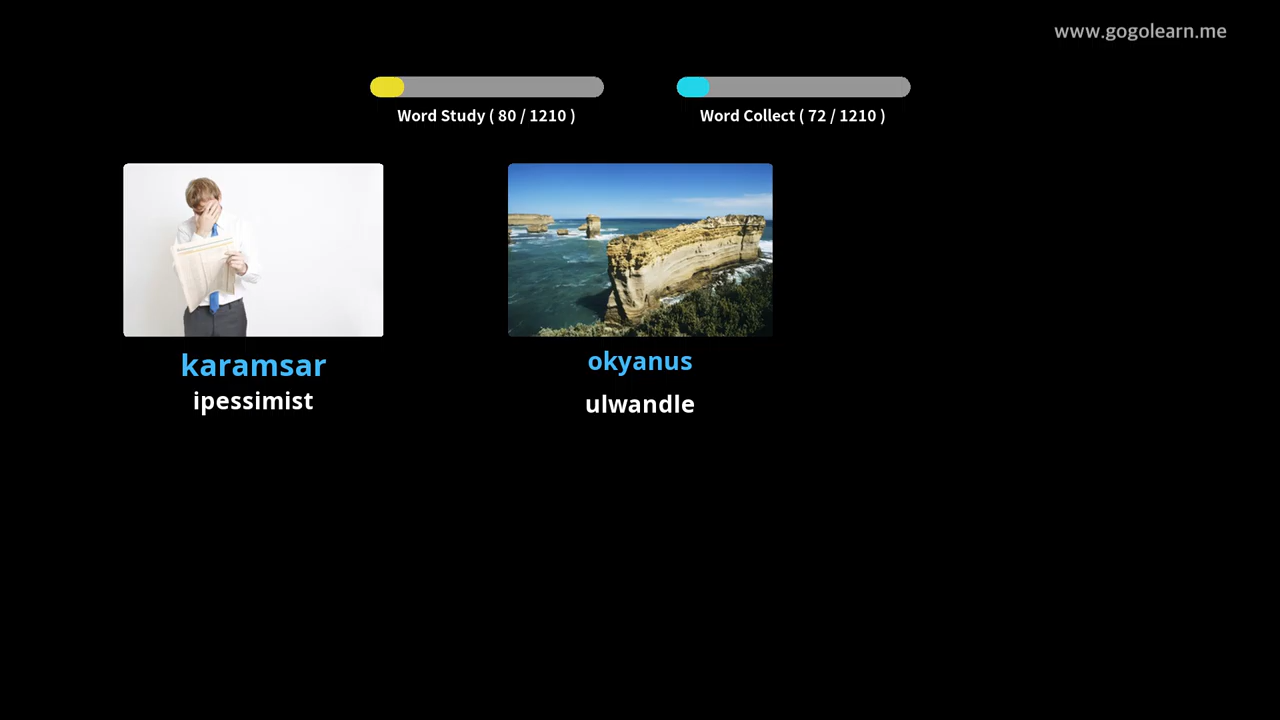 www.gogolearn.me
Word Study ( 80 / 1210 )
Word Collect ( 72 / 1210 )
karamsar
ipessimist
okyanus
ulwandle